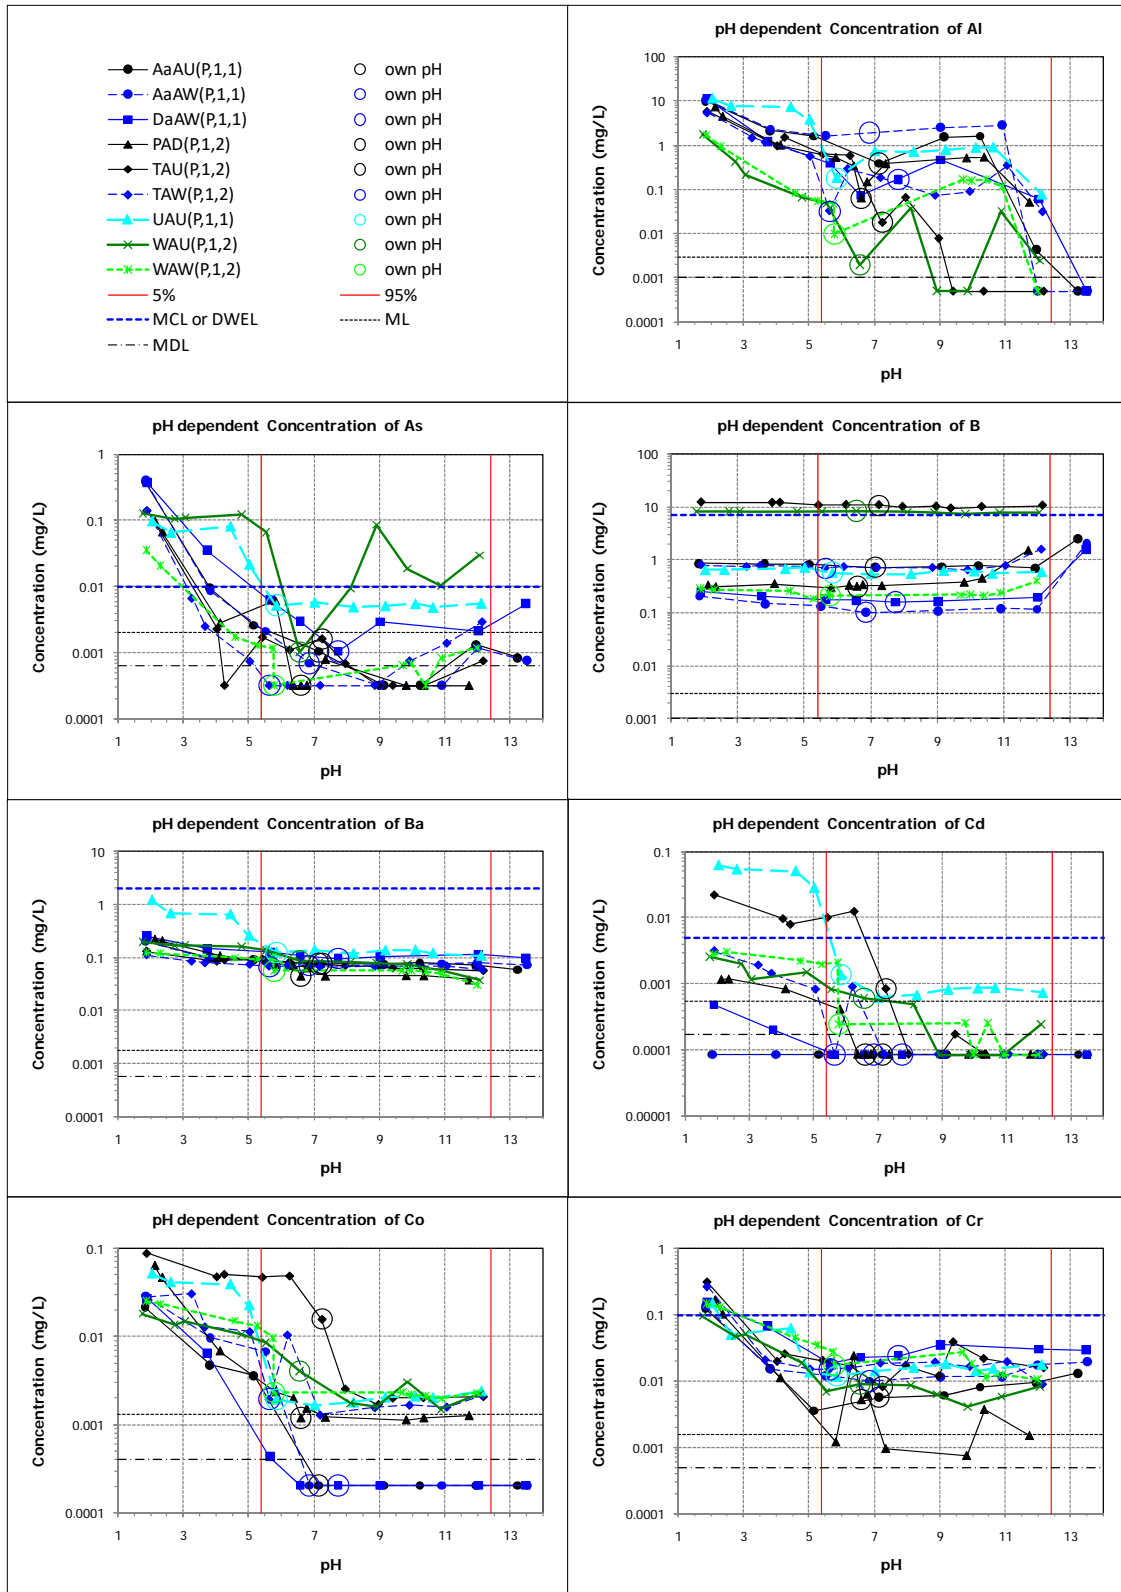 AaAU(P,1,1) own pH
AaAW(P,1,1) own pH
DaAW(P,1,1) own pH
PAD(P,1,2) own pH
TAU(P,1,2) own pH
TAW(P,1,2) own pH
UAU(P,1,1) own pH
WAU(P,1,2) own pH
WAW(P,1,2) own pH
5% 95%
MCL or DWEL ML
MDL
pH dependent Concentration of Al
Concentration (mg/L)
100
10
1
0.1
0.01
0.001
0.0001
1 3 5 7 9 11 13
pH
pH dependent Concentration of As
Concentration (mg/L)
1
0.1
0.01
0.001
0.0001
1 3 5 7 9 11 13
pH
pH dependent Concentration of B
Concentration (mg/L)
100
10
1
0.1
0.01
0.001
1 3 5 7 9 11 13
pH
pH dependent Concentration of Ba
Concentration (mg/L)
10
1
0.1
0.01
0.001
0.0001
1 3 5 7 9 11 13
pH
pH dependent Concentration of Cd
Concentration (mg/L)
0.1
0.01
0.001
0.0001
0.00001
1 3 5 7 9 11 13
pH
pH dependent Concentration of Co
Concentration (mg/L)
0.1
0.01
0.001
0.0001
1 3 5 7 9 11 13
pH
pH dependent Concentration of Cr
Concentration (mg/L)
1
0.1
0.01
0.001
0.0001
1 3 5 7 9 11 13
pH